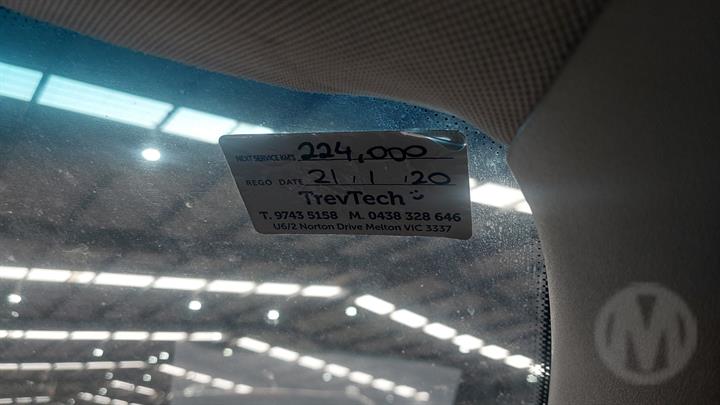 NEXT SERVICE KM'S 224,000
REGO DATE 21 / 1 / 20
TrevTech
T. 9743 5158 M. 0438 328 646
U6/2 Norton Drive Melton VIC 3337
M